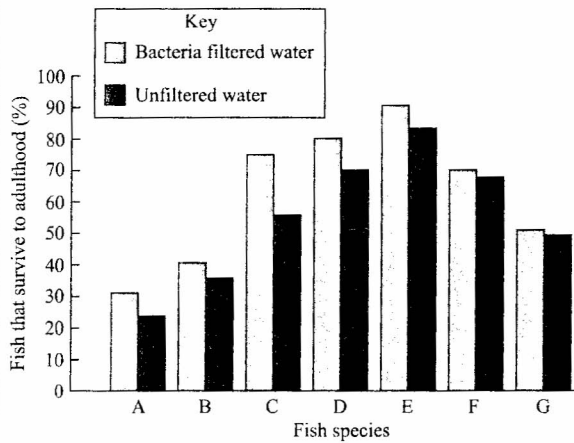 Key
Bacteria filtered water
Unfiltered water
Fish that survive to adulthood (%)
100
90
80
70
60
50
40
30
20
10
0
A B C D E F G
Fish species